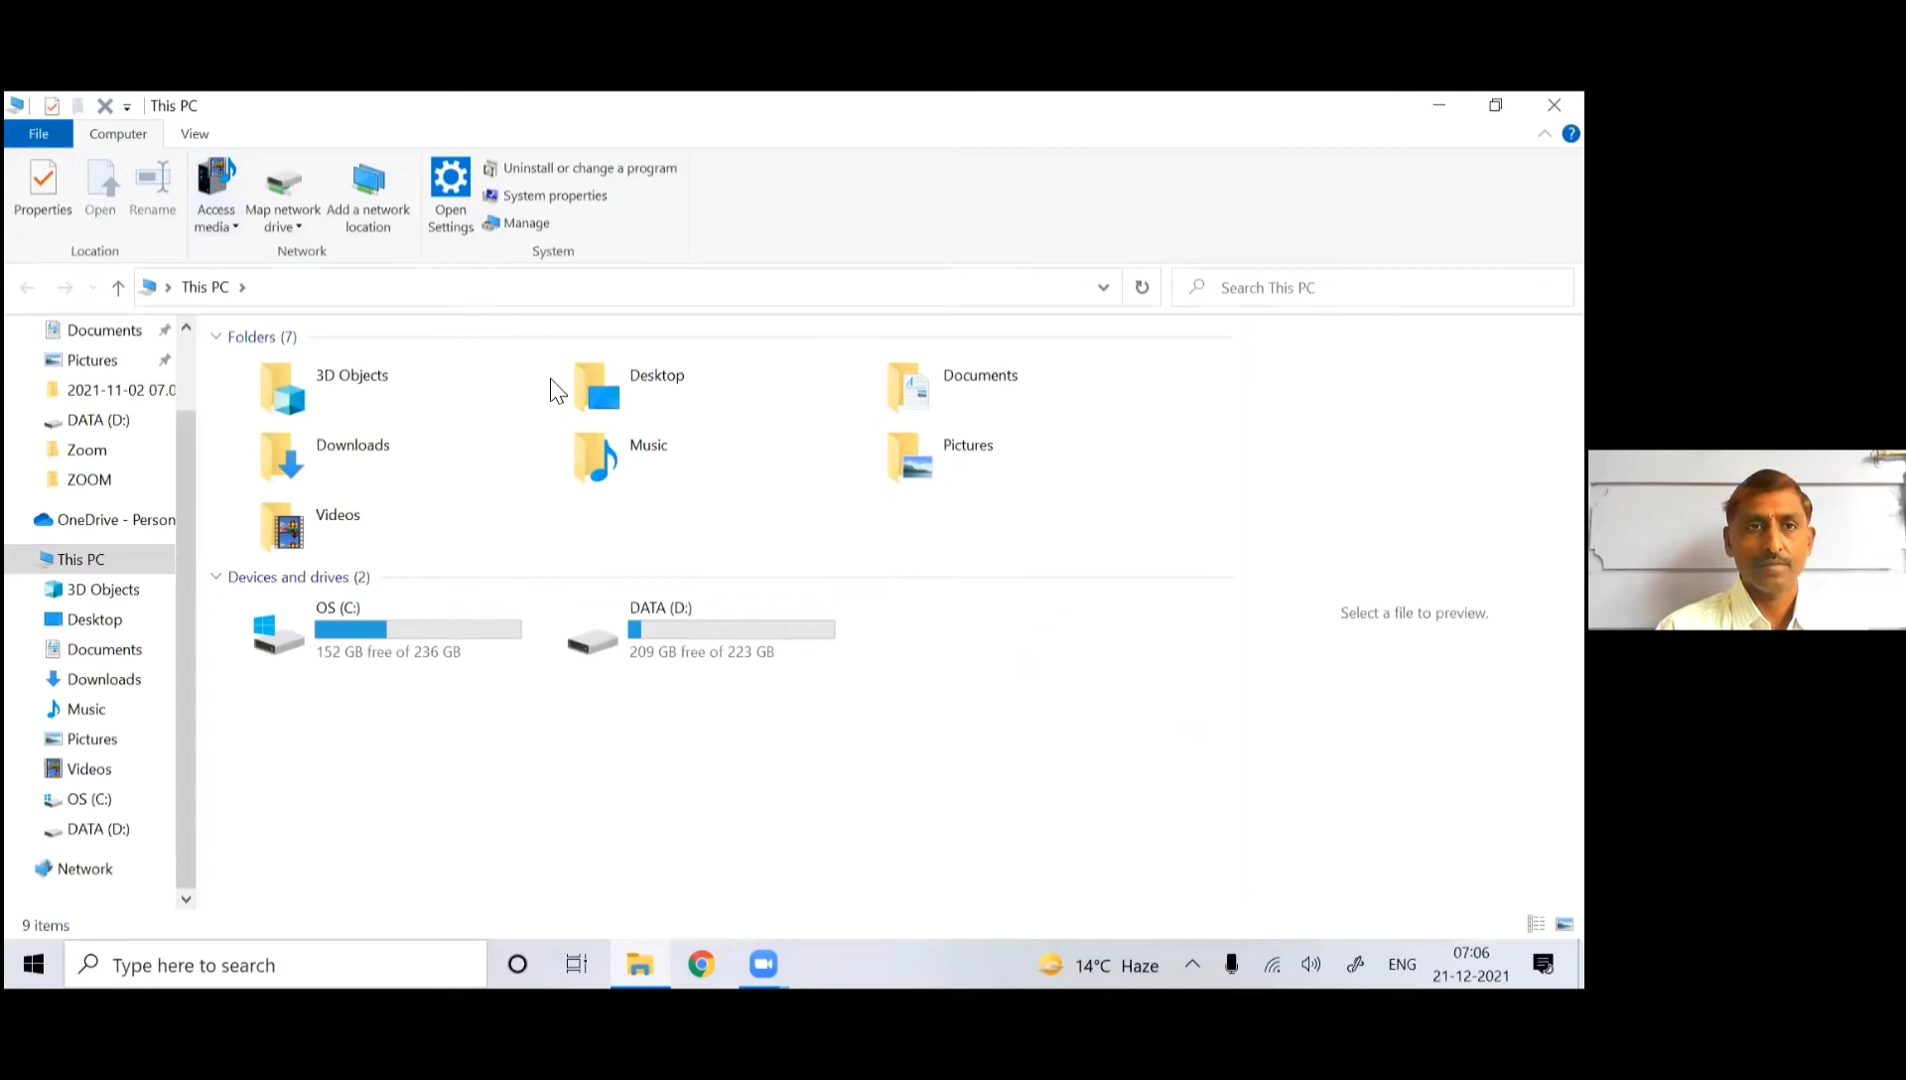 This PC
File Computer View
Uninstall or change a program
System properties
Manage
Properties Open Rename Access media Map network drive Add a network location Open Settings
Location Network System
This PC
Search This PC
Documents
Pictures
2021-11-02 07.0
DATA (D:)
Zoom
ZOOM
OneDrive - Person
This PC
3D Objects
Desktop
Documents
Downloads
Music
Pictures
Videos
OS (C:)
DATA (D:)
Network
Folders (7)
3D Objects Desktop Documents
Downloads Music Pictures
Videos
Devices and drives (2)
OS (C:) DATA (D:)
152 GB free of 236 GB 209 GB free of 223 GB
Select a file to preview.
9 items
Type here to search
14°C Haze
ENG
07:06
21-12-2021